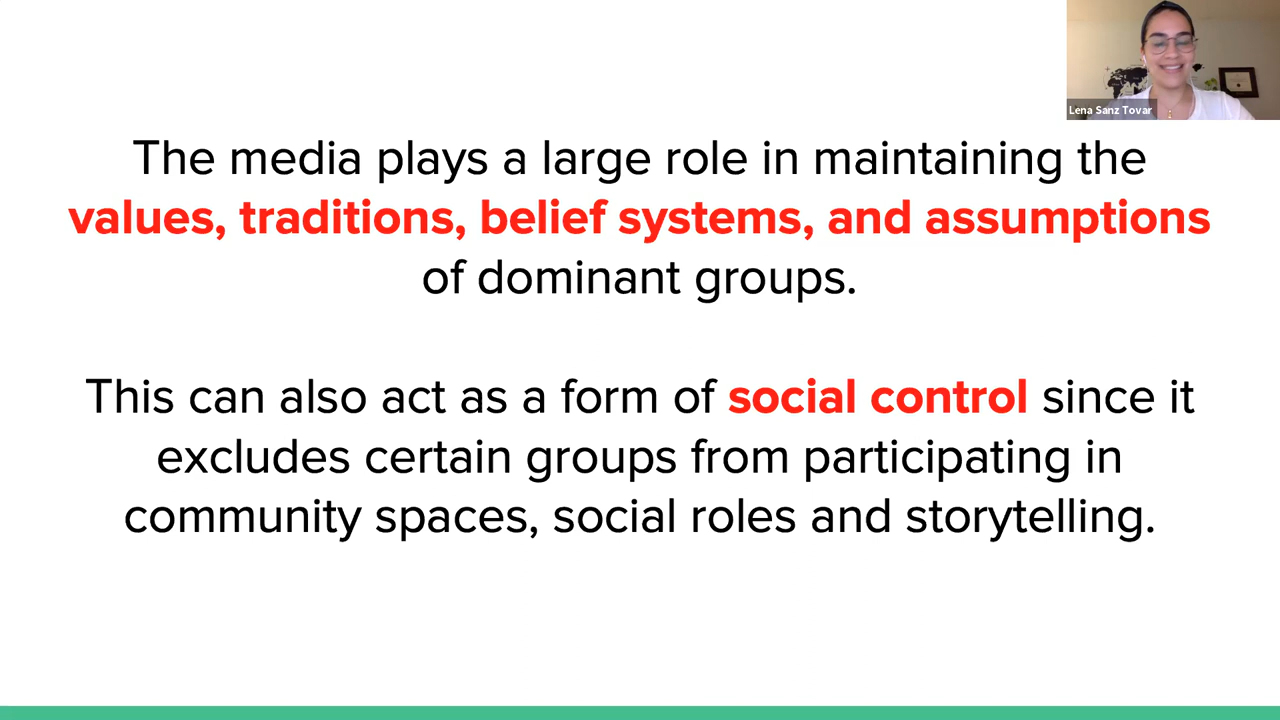 Lena Sanz Tovar
The media plays a large role in maintaining the
values, traditions, belief systems, and assumptions
of dominant groups.
This can also act as a form of social control since it
excludes certain groups from participating in
community spaces, social roles and storytelling.